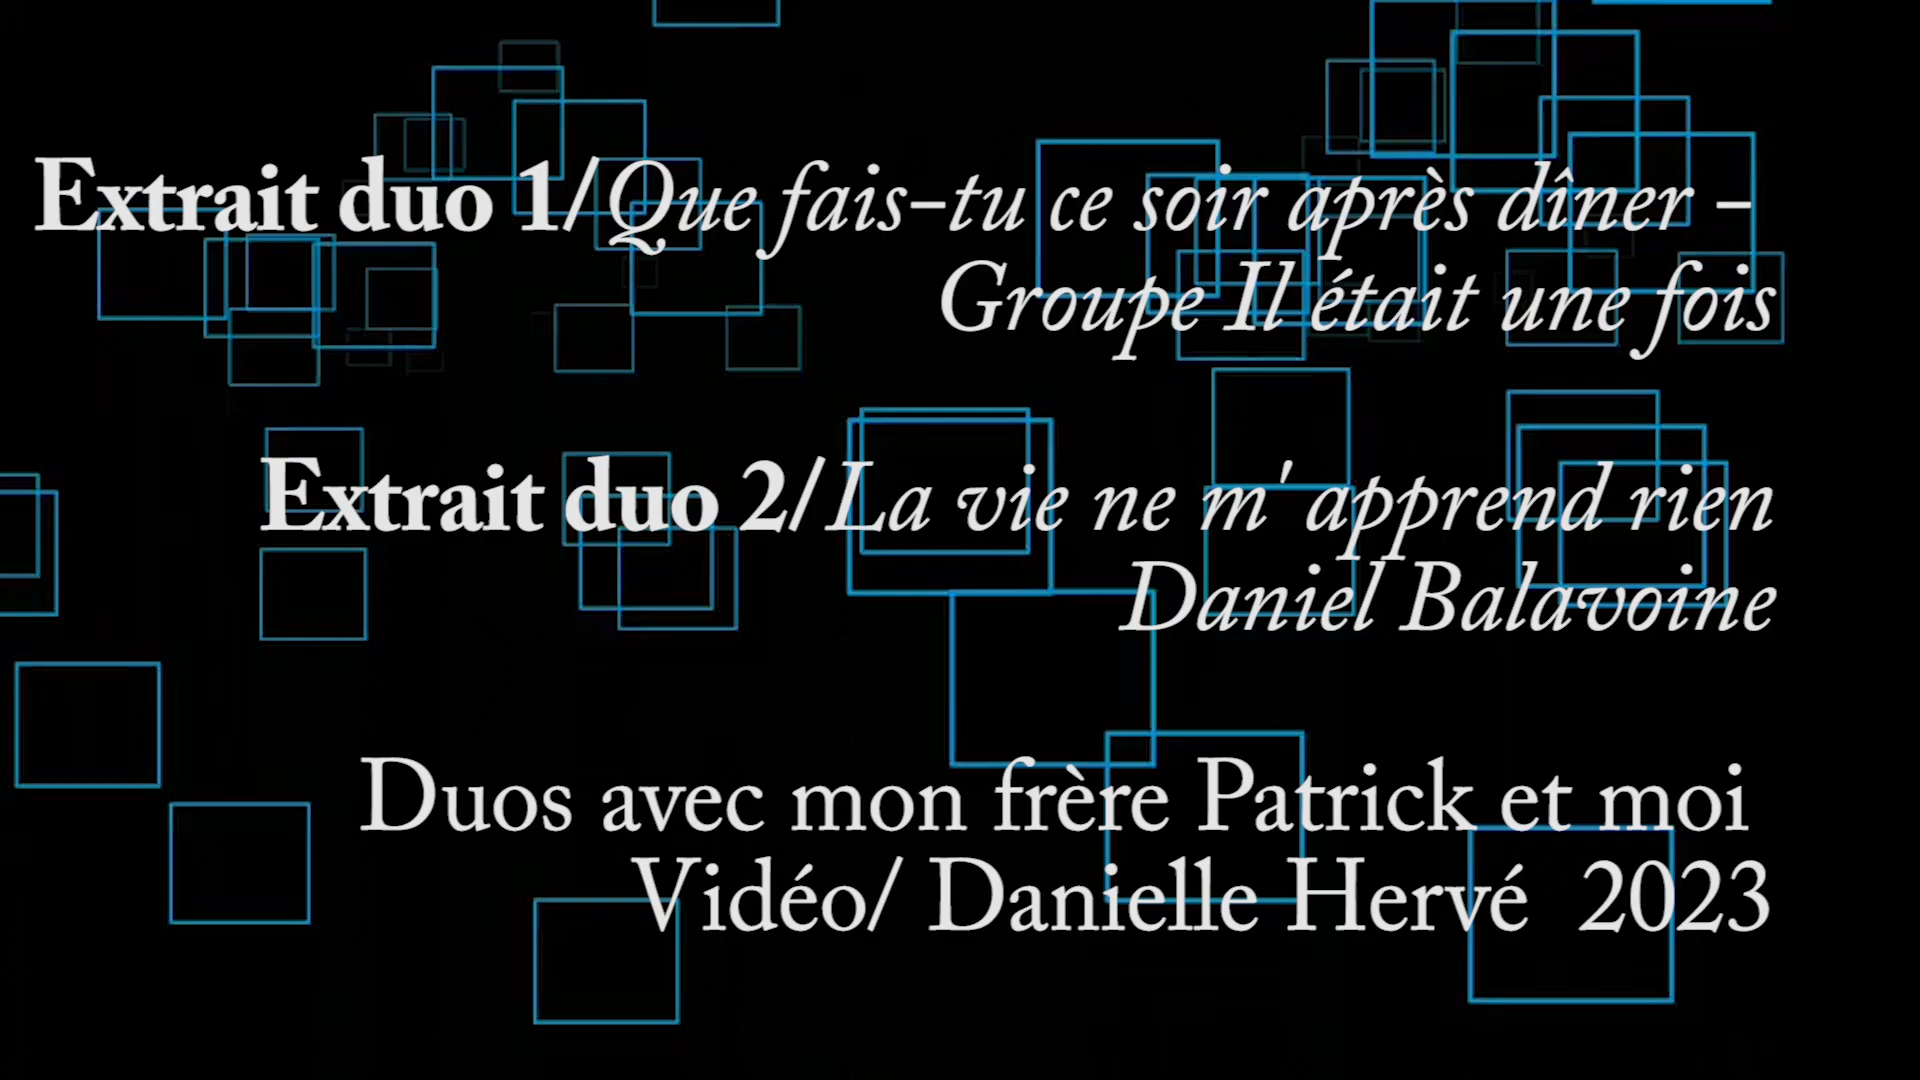 Extrait duo 1/Que fais-tu ce soir après dîner -
Groupe Il était une fois
Extrait duo 2/La vie ne m' apprend rien
Daniel Balavoine
Duos avec mon frère Patrick et moi
Vidéo/ Danielle Hervé  2023